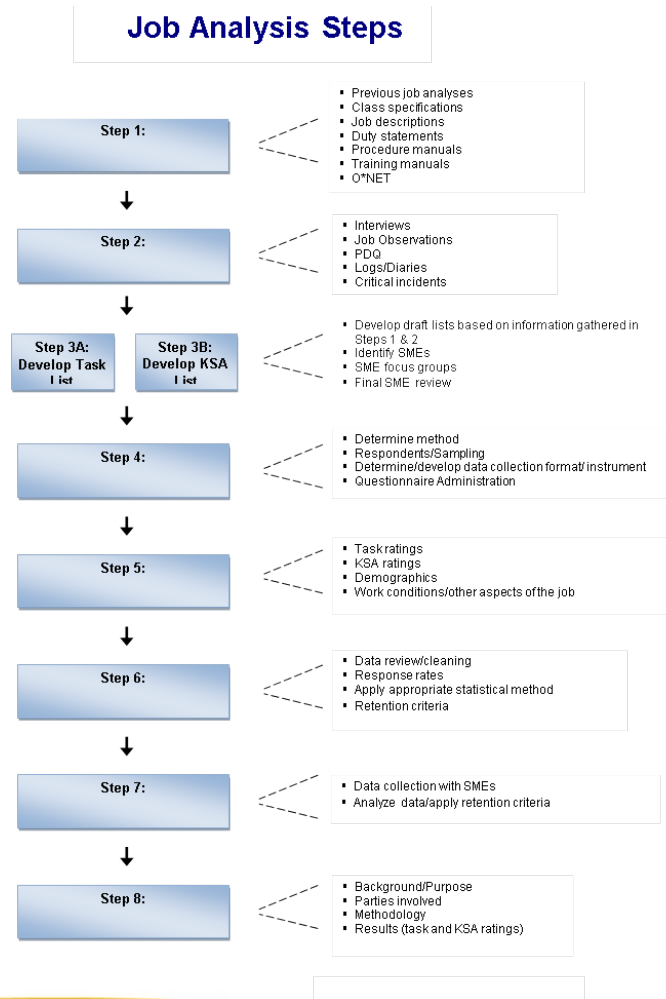 Job Analysis Steps
Step 1:
▪ Previous job analyses
▪ Class specifications
▪ Job descriptions
▪ Duty statements
▪ Procedure manuals
▪ Training manuals
▪ O*NET
Step 2:
▪ Interviews
▪ Job Observations
▪ PDQ
▪ Logs/Diaries
▪ Critical incidents
Step 3A:
Develop Task
List
Step 3B:
Develop KSA
List
▪ Develop draft lists based on information gathered in
Steps 1 & 2
▪ Identify SMEs
▪ SME focus groups
▪ Final SME review
Step 4:
▪ Determine method
▪ Respondents/Sampling
▪ Determine/develop data collection format/ instrument
▪ Questionnaire Administration
Step 5:
▪ Task ratings
▪ KSA ratings
▪ Demographics
▪ Work conditions/other aspects of the job
Step 6:
▪ Data review/cleaning
▪ Response rates
▪ Apply appropriate statistical method
▪ Retention criteria
Step 7:
▪ Data collection with SMEs
▪ Analyze data/apply retention criteria
Step 8:
▪ Background/Purpose
▪ Parties involved
▪ Methodology
▪ Results (task and KSA ratings)